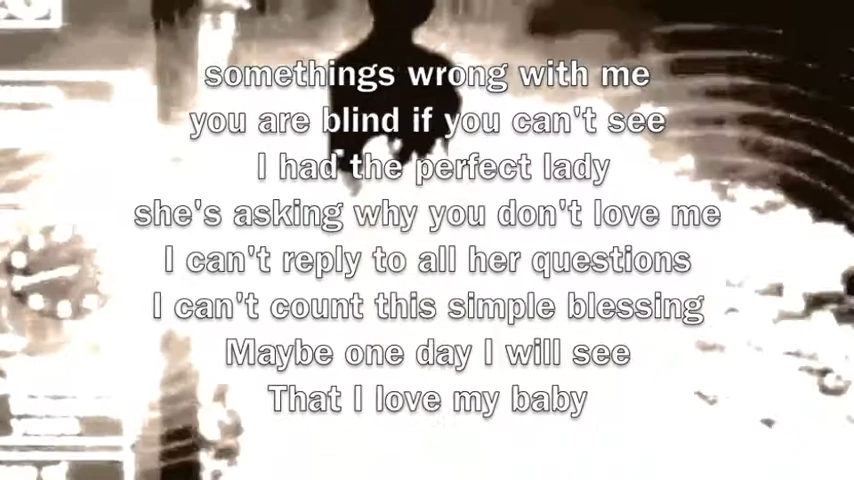 somethings wrong with me
you are blind if you can't see
I had the perfect lady
she's asking why you don't love me
I can't reply to all her questions
I can't count this simple blessing
Maybe one day I will see
That I love my baby